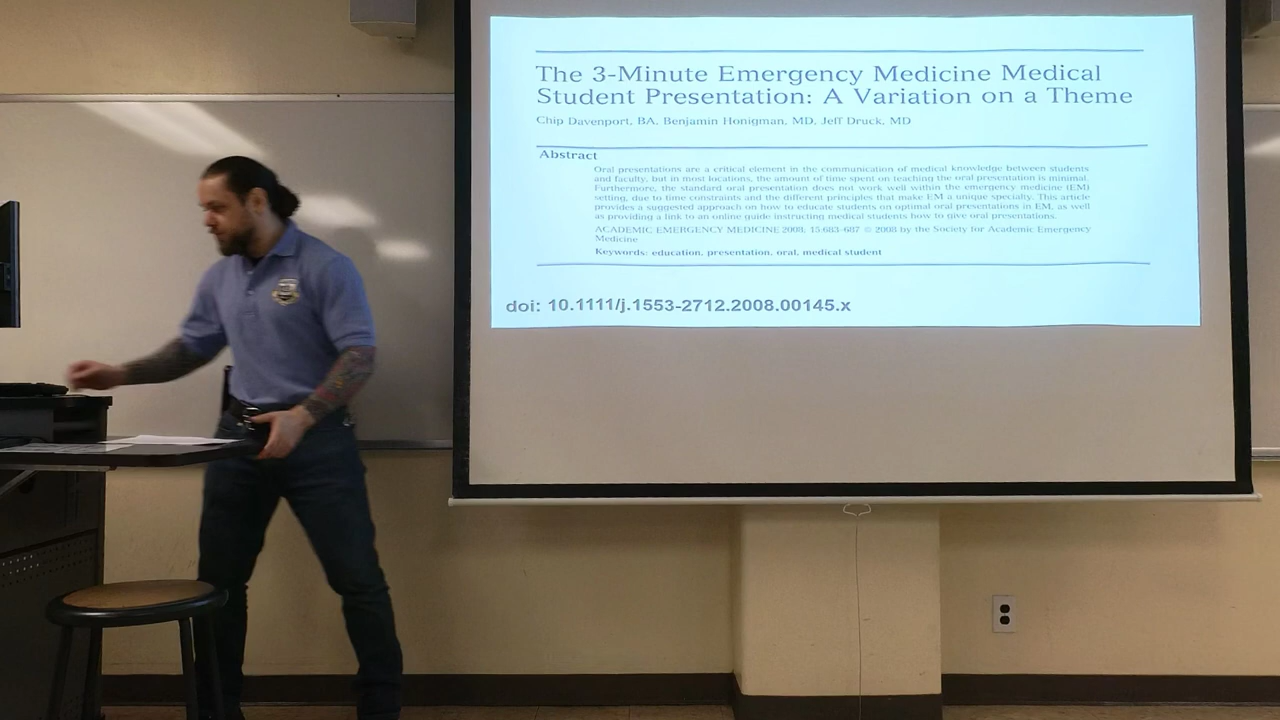 The 3-Minute Emergency Medicine Medical
Student Presentation: A Variation on a Theme
Chip Davenport, BA, Benjamin Honigman, MD, Jeff Druck, MD
Abstract
Oral presentations are a critical element in the communication of medical knowledge between students
and faculty, but in most locations, the amount of time spent on teaching the oral presentation is minimal.
Furthermore, the standard oral presentation does not work well within the emergency medicine (EM)
setting, due to time constraints and the different principles that make EM a unique specialty. This article
provides a suggested approach on how to educate students on optimal oral presentations in EM, as well
as providing a link to an online guide instructing medical students how to give oral presentations.
ACADEMIC EMERGENCY MEDICINE 2008; 15:683–687 © 2008 by the Society for Academic Emergency
Medicine
Keywords: education, presentation, oral, medical student
doi: 10.1111/j.1553-2712.2008.00145.x